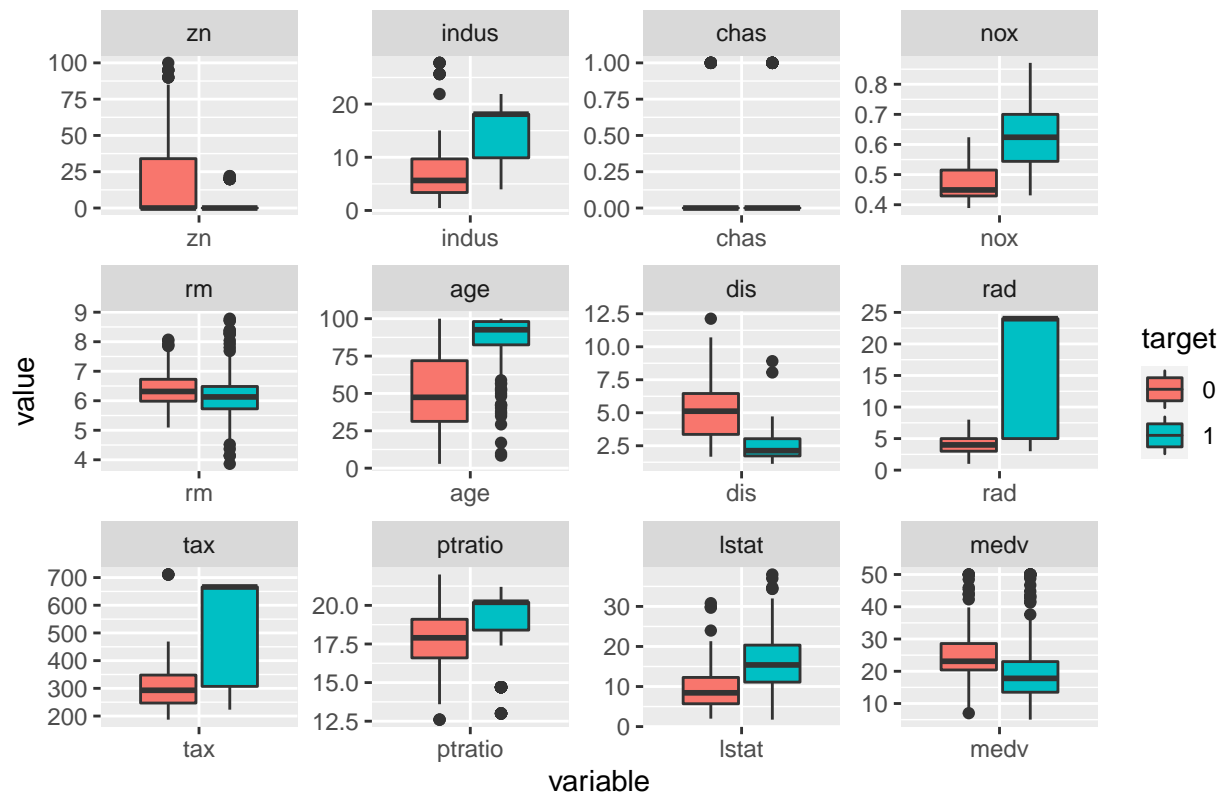 zn
indus
chas
nox
100
75
50
25
0
20
10
0
1.00
0.75
0.50
0.25
0.00
0.8
0.7
0.6
0.5
0.4
zn
indus
chas
nox
rm
age
dis
rad
9
8
7
6
5
4
100
75
50
25
0
12.5
10.0
7.5
5.0
2.5
25
20
15
10
5
0
rm
age
dis
rad
tax
ptratio
lstat
medv
700
600
500
400
300
200
20.0
17.5
15.0
12.5
30
20
10
0
50
40
30
20
10
tax
ptratio
lstat
medv
value
variable
target
0
1